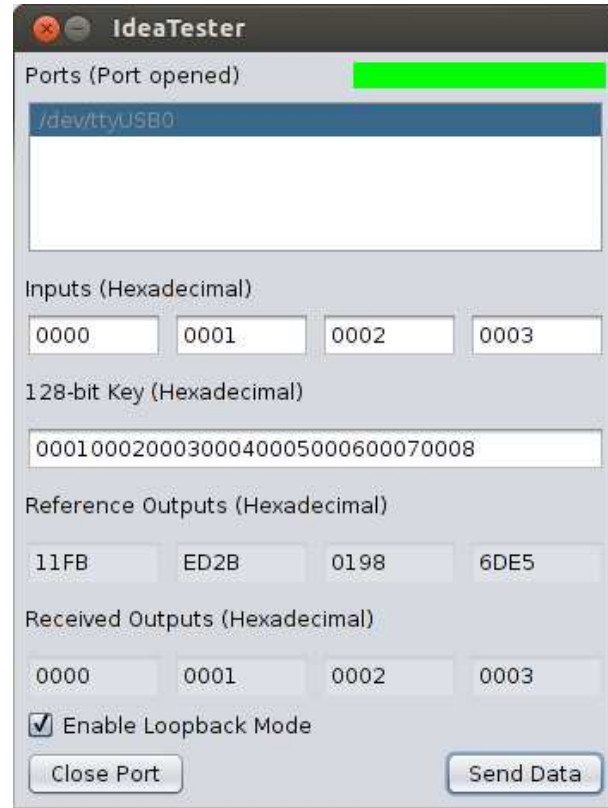 IdeaTester
Ports (Port opened)
/dev/ttyUSB0
Inputs (Hexadecimal)
0000 0001 0002 0003
128-bit Key (Hexadecimal)
00010002000300040005000600070008
Reference Outputs (Hexadecimal)
11FB ED2B 0198 6DE5
Received Outputs (Hexadecimal)
0000 0001 0002 0003
Enable Loopback Mode
Close Port Send Data